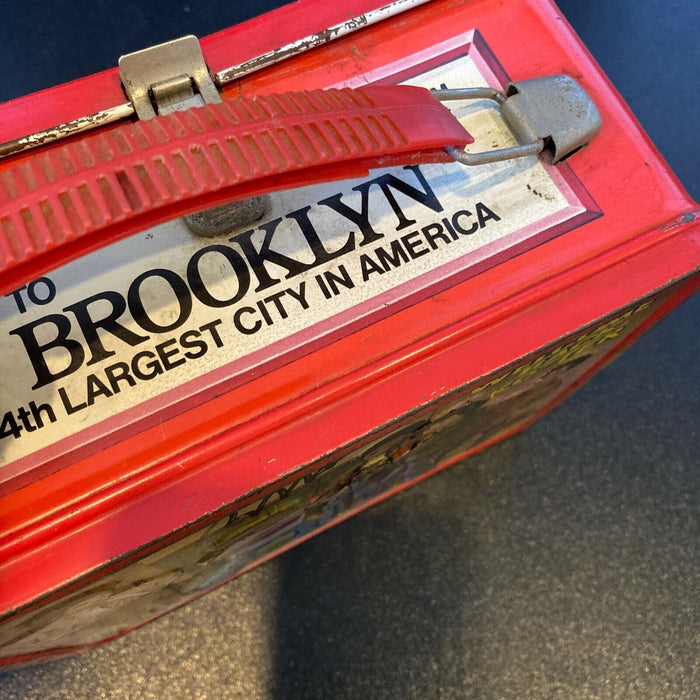 TO
BROOKLYN
4th LARGEST CITY IN AMERICA